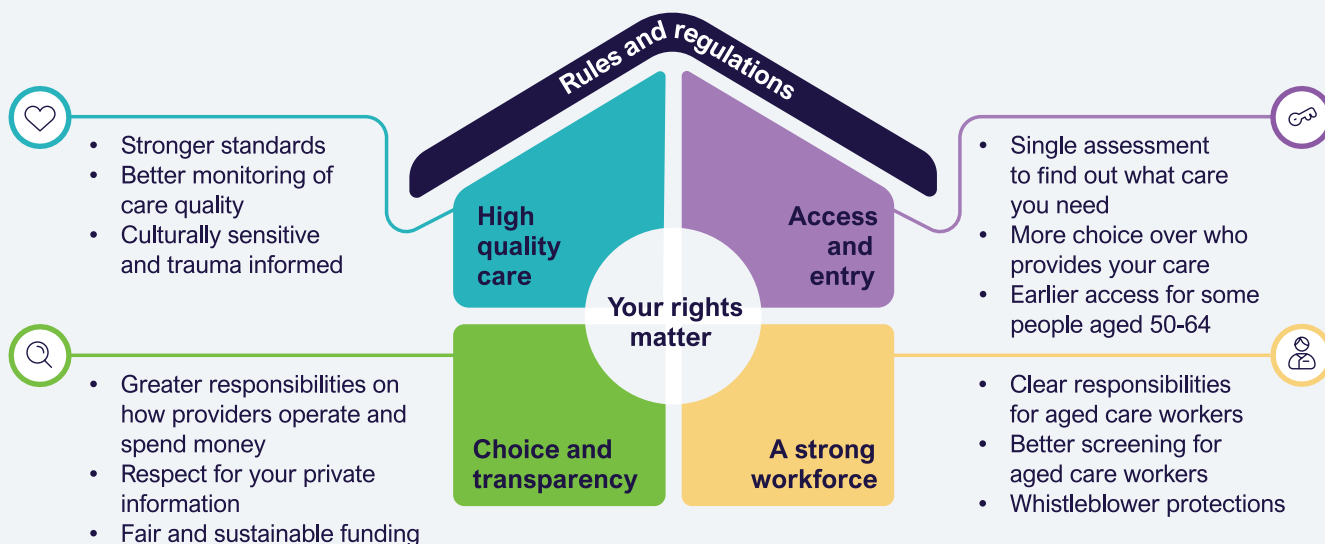 Rules and regulations
• Stronger standards
• Better monitoring of
care quality
• Culturally sensitive
and trauma informed
High
quality
care
Access
and
entry
• Single assessment
to find out what care
you need
• More choice over who
provides your care
• Earlier access for some
people aged 50-64
Your rights
matter
• Greater responsibilities on
how providers operate and
spend money
• Respect for your private
information
• Fair and sustainable funding
Choice and
transparency
A strong
workforce
• Clear responsibilities
for aged care workers
• Better screening for
aged care workers
• Whistleblower protections